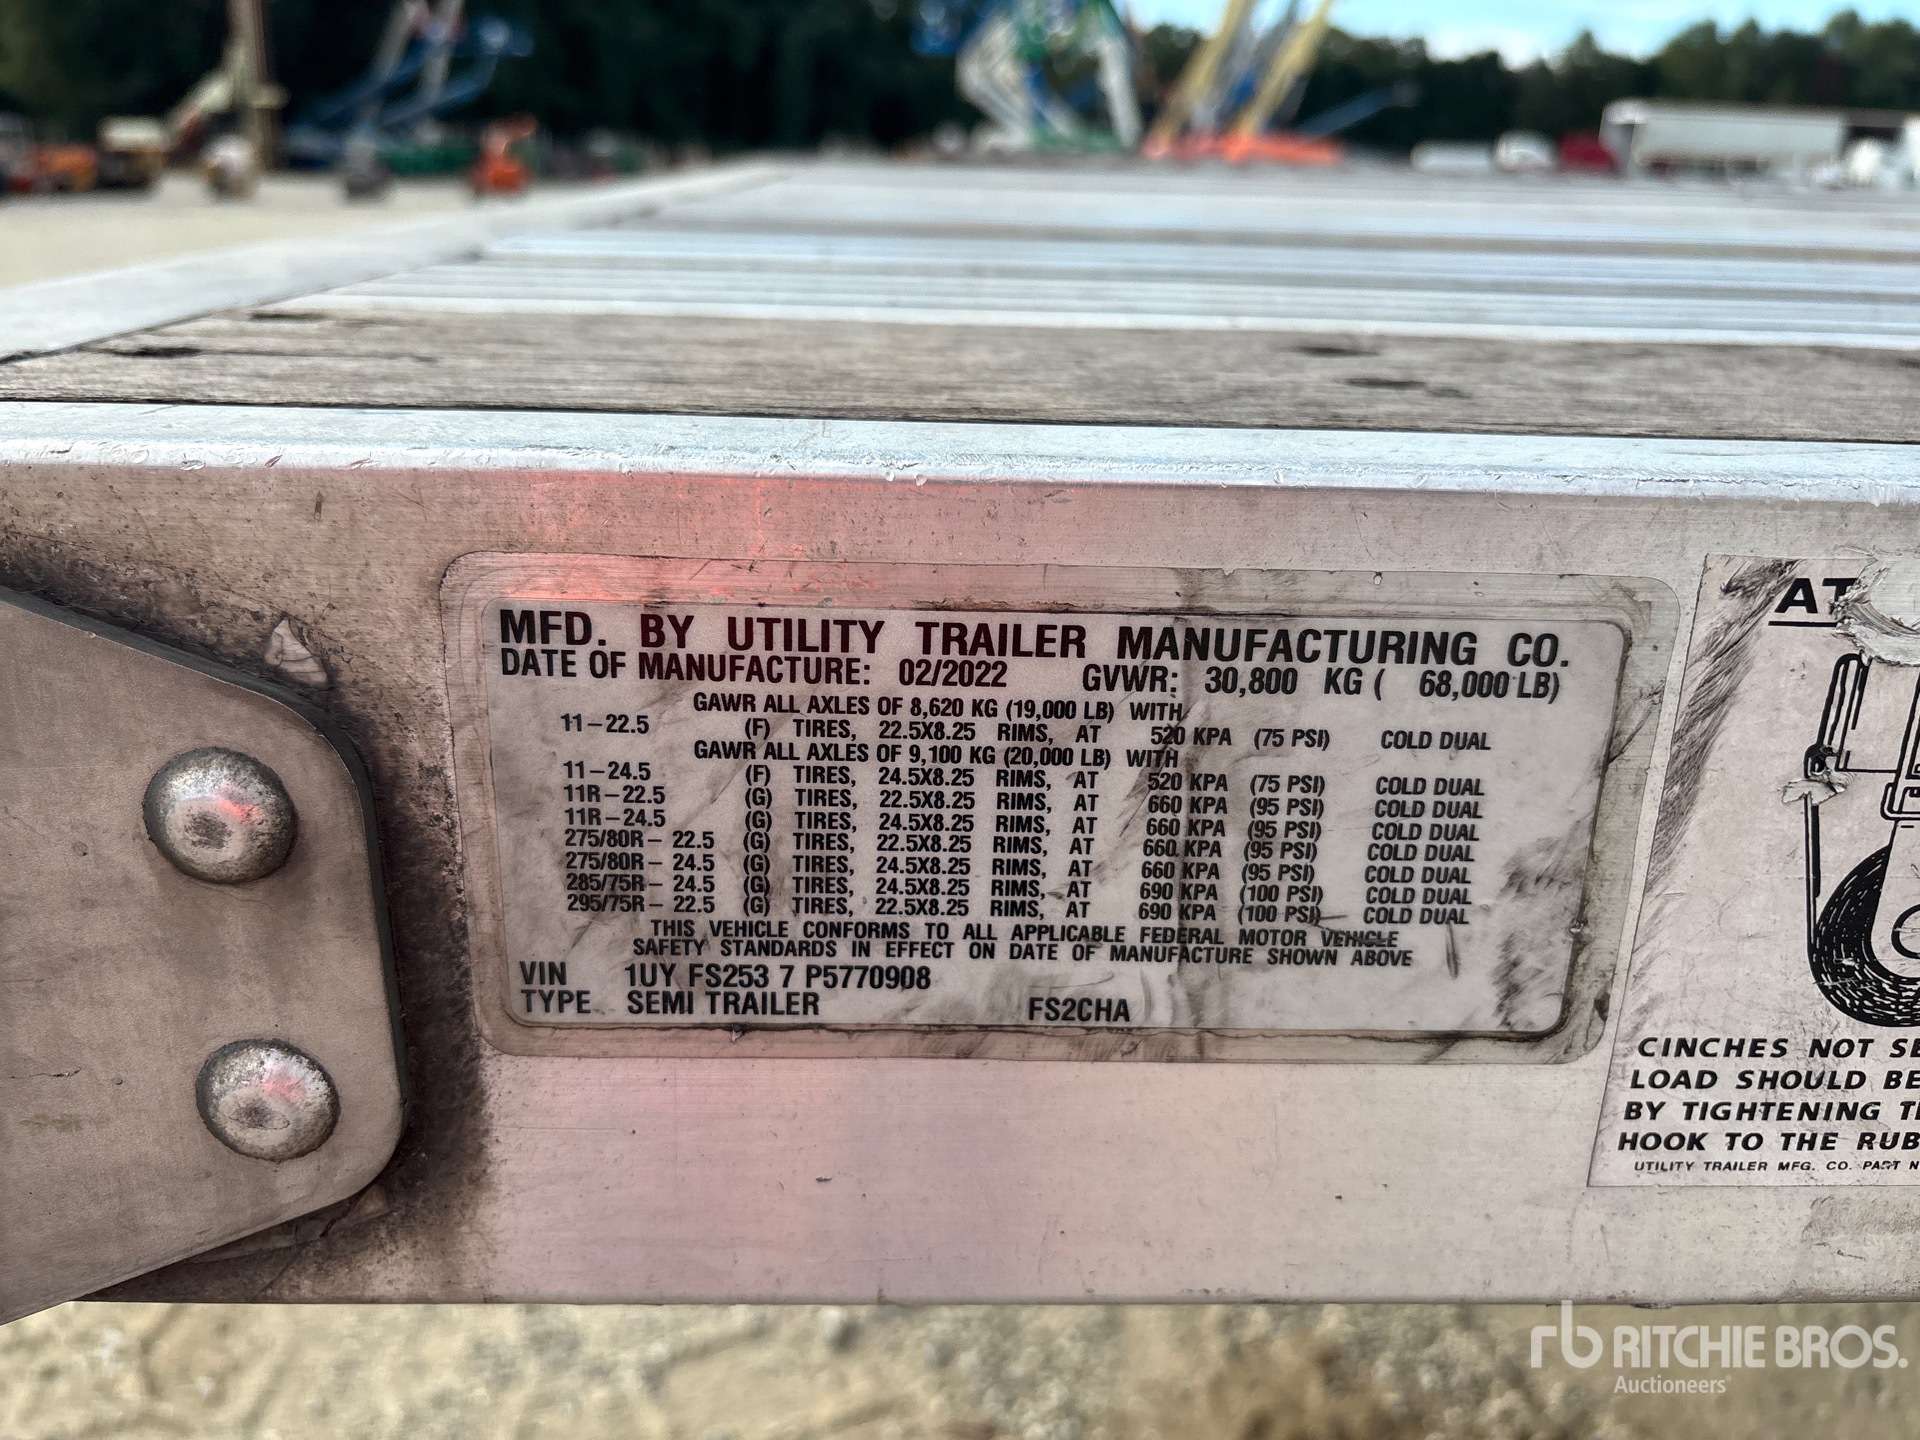 MFD. BY UTILITY TRAILER MANUFACTURING CO.
DATE OF MANUFACTURE: 02/2022 GVWR: 30,800 KG ( 68,000 LB)
GAWR ALL AXLES OF 8,620 KG (19,000 LB) WITH
11-22.5 (F) TIRES, 22.5X8.25 RIMS, AT 520 KPA (75 PSI) COLD DUAL
GAWR ALL AXLES OF 9,100 KG (20,000 LB) WITH
11-24.5 (F) TIRES, 24.5X8.25 RIMS, AT 520 KPA (75 PSI) COLD DUAL
11R-22.5 (G) TIRES, 22.5X8.25 RIMS, AT 660 KPA (95 PSI) COLD DUAL
11R-24.5 (G) TIRES, 24.5X8.25 RIMS, AT 660 KPA (95 PSI) COLD DUAL
275/80R- 22.5 (G) TIRES, 22.5X8.25 RIMS, AT 660 KPA (95 PSI) COLD DUAL
275/80R- 24.5 (G) TIRES, 24.5X8.25 RIMS, AT 660 KPA (95 PSI) COLD DUAL
285/75R- 24.5 (G) TIRES, 24.5X8.25 RIMS, AT 690 KPA (100 PSI) COLD DUAL
295/75R- 22.5 (G) TIRES, 22.5X8.25 RIMS, AT 690 KPA (100 PSI) COLD DUAL
THIS VEHICLE CONFORMS TO ALL APPLICABLE FEDERAL MOTOR VEHICLE
SAFETY STANDARDS IN EFFECT ON DATE OF MANUFACTURE SHOWN ABOVE
VIN 1UY FS253 7 P5770908
TYPE SEMI TRAILER FS2CHA
AT
CINCHES NOT SE
LOAD SHOULD BE
BY TIGHTENING
HOOK TO THE RUB
UTILITY TRAILER MFG. CO. PART N
rb RITCHIE BROS.
Auctioneers